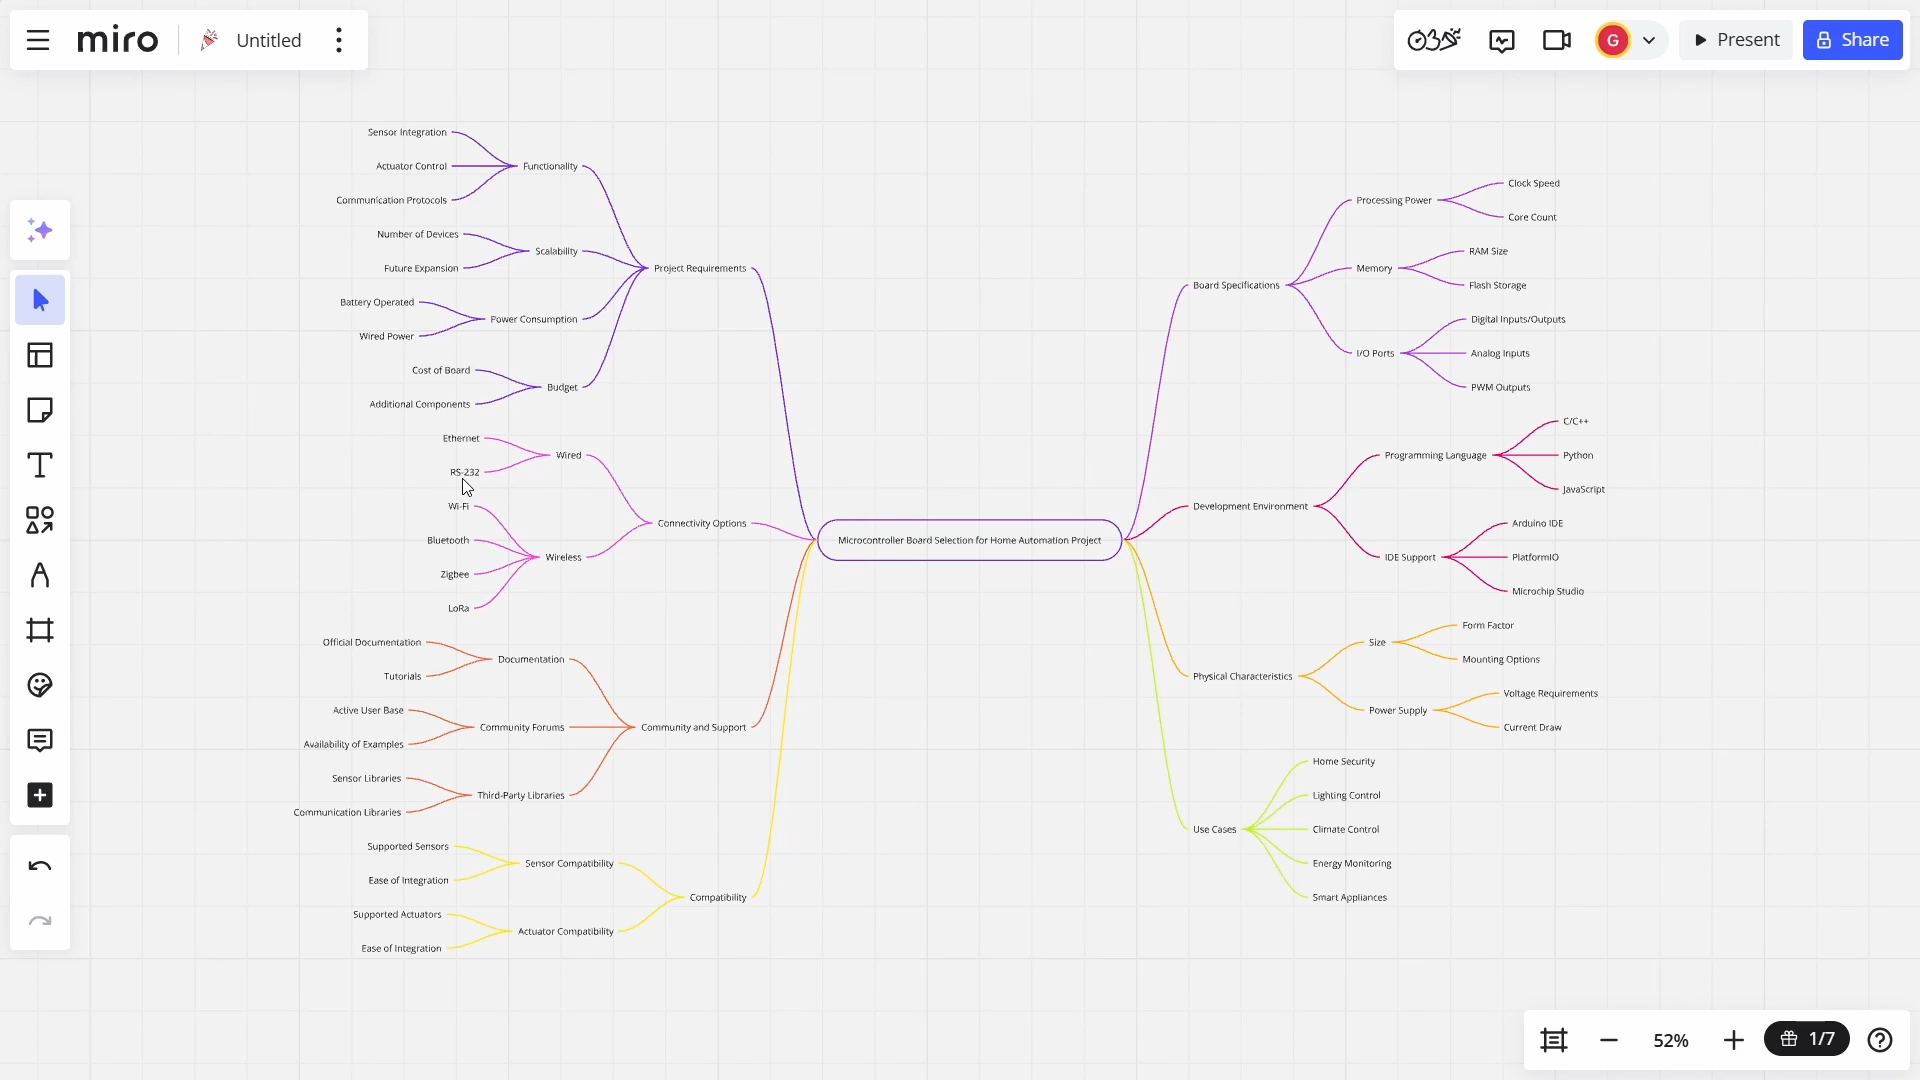 miro
Untitled
G
Present
Share
Microcontroller Board Selection for Home Automation Project
Project Requirements
Functionality
Sensor Integration
Actuator Control
Communication Protocols
Scalability
Number of Devices
Future Expansion
Power Consumption
Battery Operated
Wired Power
Budget
Cost of Board
Additional Components
Connectivity Options
Wired
Ethernet
RS-232
Wireless
Wi-Fi
Bluetooth
Zigbee
LoRa
Community and Support
Documentation
Official Documentation
Tutorials
Community Forums
Active User Base
Availability of Examples
Third-Party Libraries
Sensor Libraries
Communication Libraries
Compatibility
Sensor Compatibility
Supported Sensors
Ease of Integration
Actuator Compatibility
Supported Actuators
Ease of Integration
Board Specifications
Processing Power
Clock Speed
Core Count
Memory
RAM Size
Flash Storage
I/O Ports
Digital Inputs/Outputs
Analog Inputs
PWM Outputs
Development Environment
Programming Language
C/C++
Python
JavaScript
IDE Support
Arduino IDE
PlatformIO
Microchip Studio
Physical Characteristics
Size
Form Factor
Mounting Options
Power Supply
Voltage Requirements
Current Draw
Use Cases
Home Security
Lighting Control
Climate Control
Energy Monitoring
Smart Appliances
52%
1/7